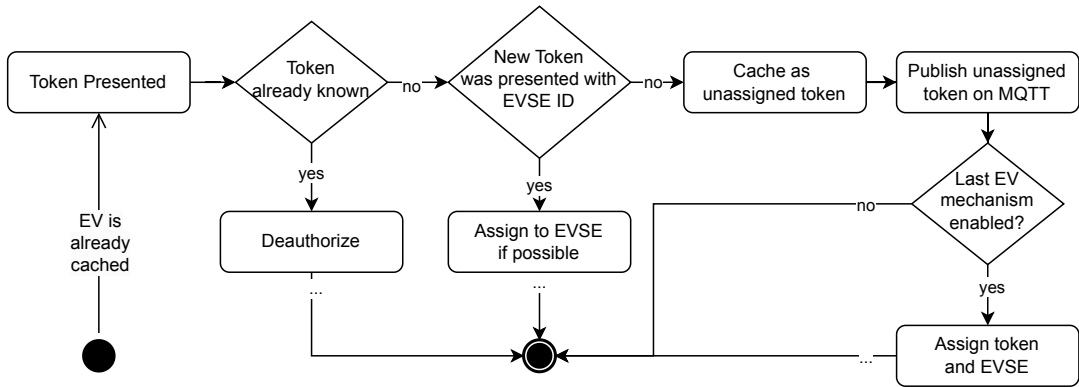 Token Presented
Token
already known
no
New Token
was presented with
EVSE ID
no
Cache as
unassigned token
Publish unassigned
token on MQTT
yes
yes
Last EV
mechanism
enabled?
no
EV is
already
cached
Deauthorize
Assign to EVSE
if possible
...
...
yes
...
Assign token
and EVSE